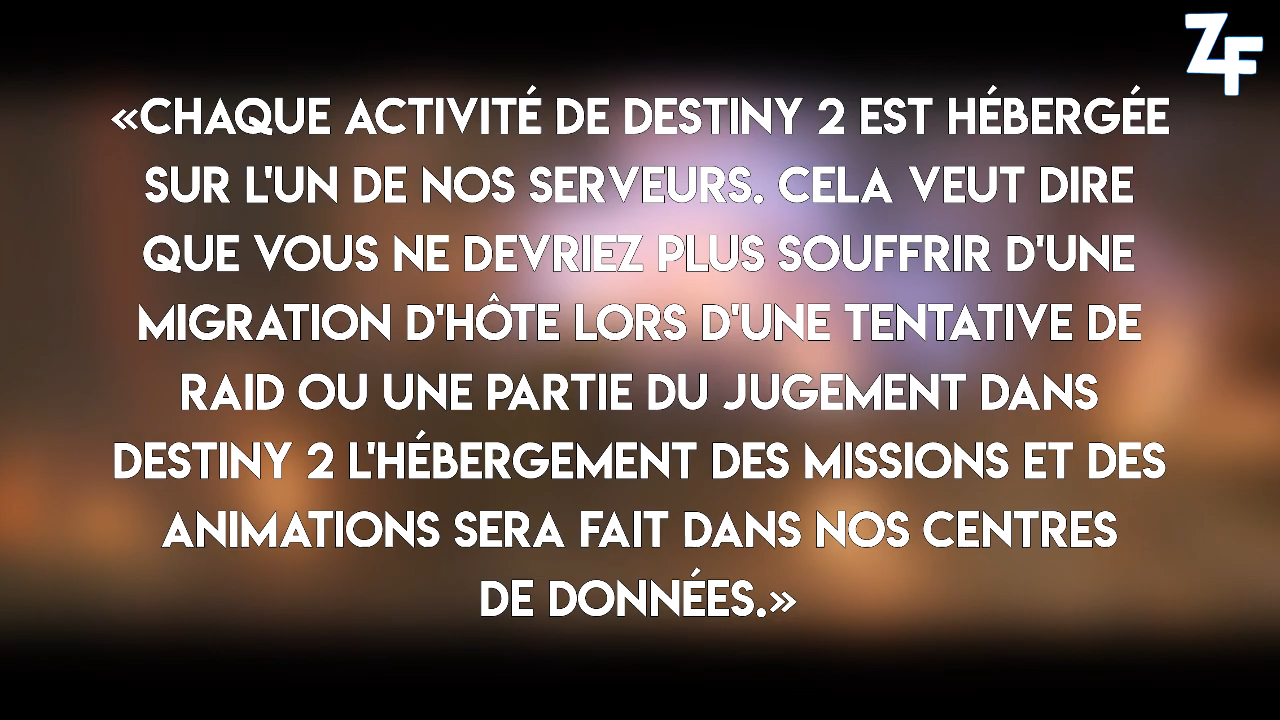 ZF
«CHAQUE ACTIVITÉ DE DESTINY 2 EST HÉBERGÉE
SUR L'UN DE NOS SERVEURS. CELA VEUT DIRE
QUE VOUS NE DEVRIEZ PLUS SOUFFRIR D'UNE
MIGRATION D'HÔTE LORS D'UNE TENTATIVE DE
RAID OU UNE PARTIE DU JUGEMENT DANS
DESTINY 2 L'HÉBERGEMENT DES MISSIONS ET DES
ANIMATIONS SERA FAIT DANS NOS CENTRES
DE DONNÉES.»